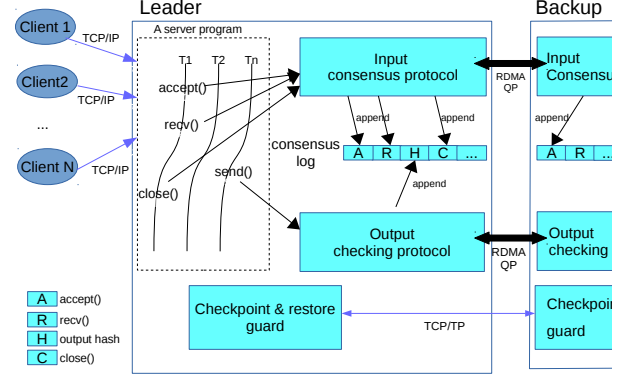 Leader
Backup
Client 1
TCP/IP
A server program
T1 T2 Tn
Input
consensus protocol
RDMA
QP
Input
Consensu
Client2
TCP/IP
accept()
recv()
append
append
append
...
consensus
log
A R H C ...
A R ...
Client N
TCP/IP
close()
send()
append
Output
checking protocol
RDMA
QP
Output
checking
A accept()
R recv()
H output hash
C close()
Checkpoint & restore
guard
TCP/TP
Checkpoin
guard